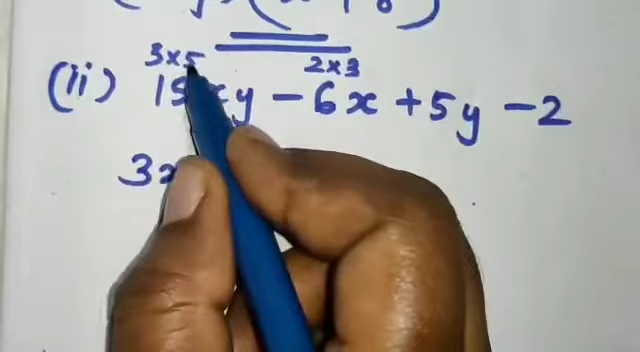 3×5 2×3
(ii) 15xy − 6x + 5y − 2
3x